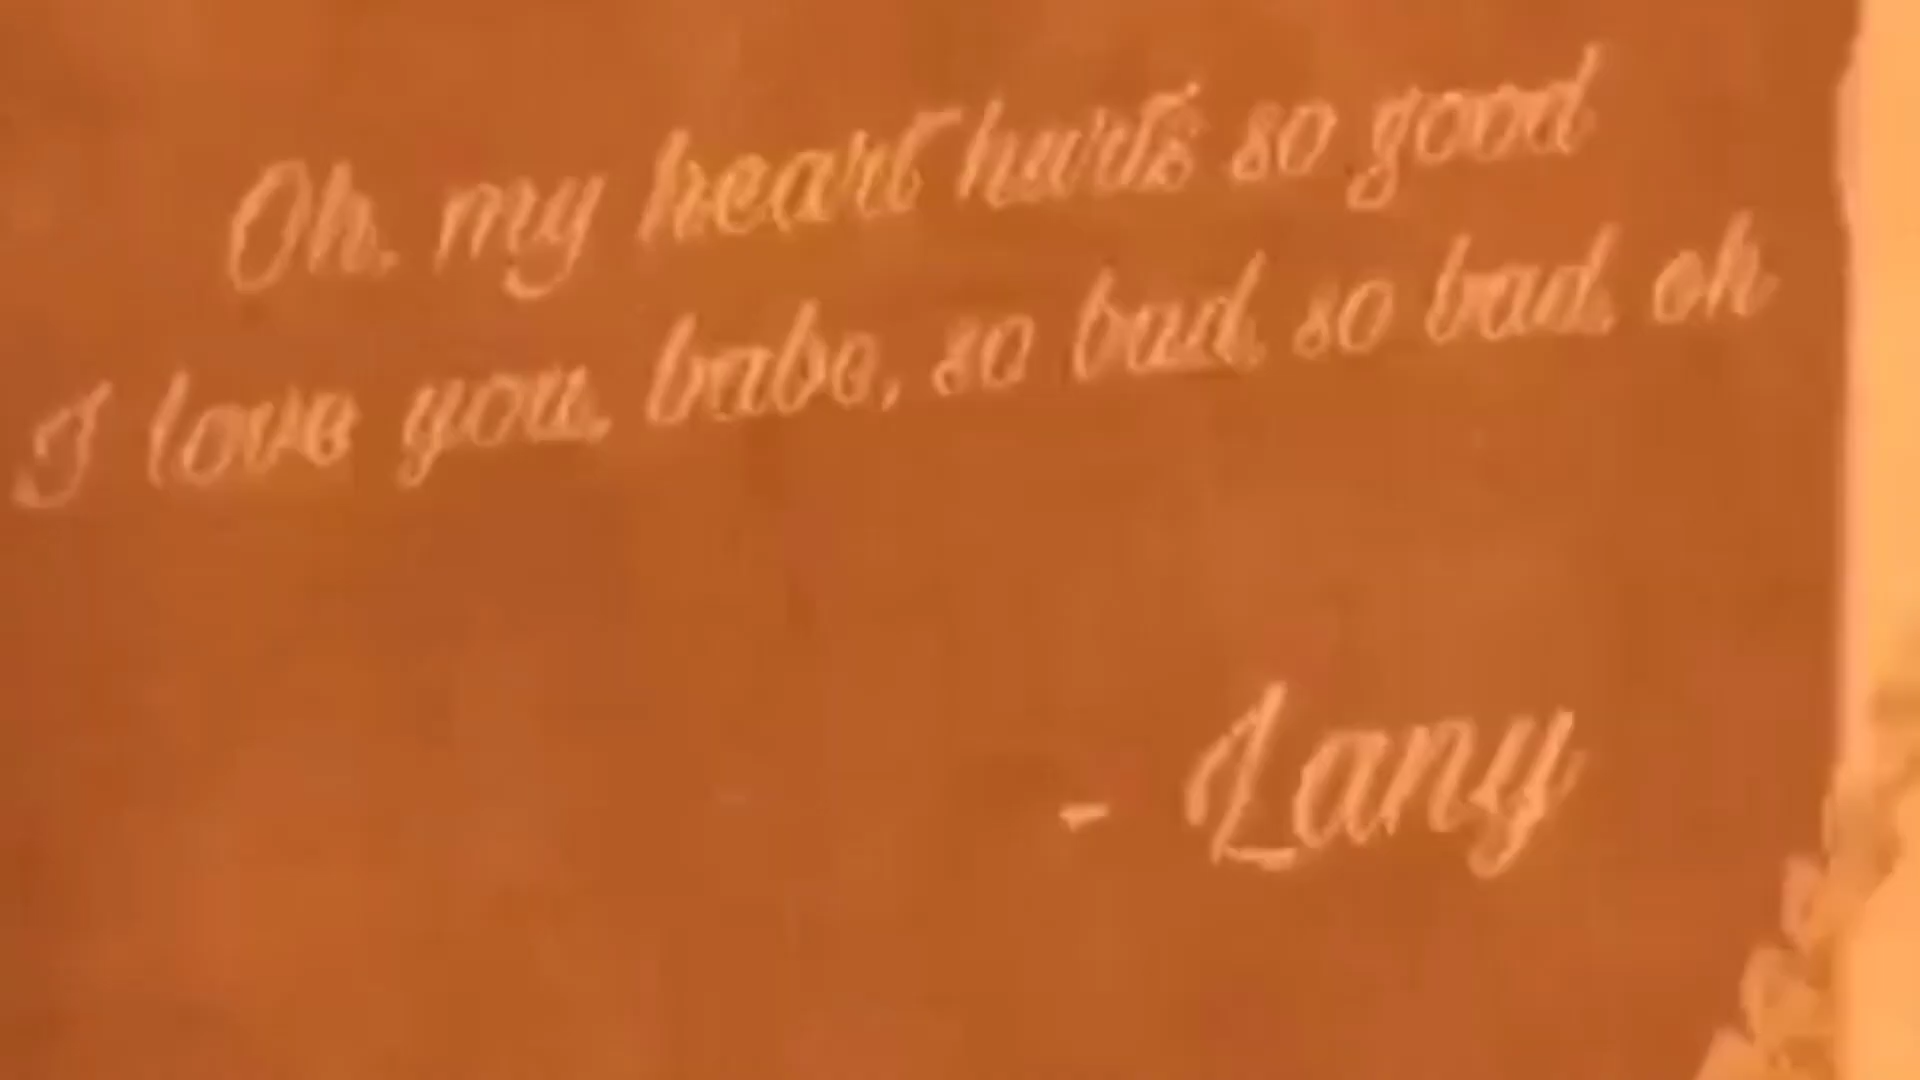 Oh, my heart hurts so good
I love you, babe, so bad, so bad, oh
- Lany